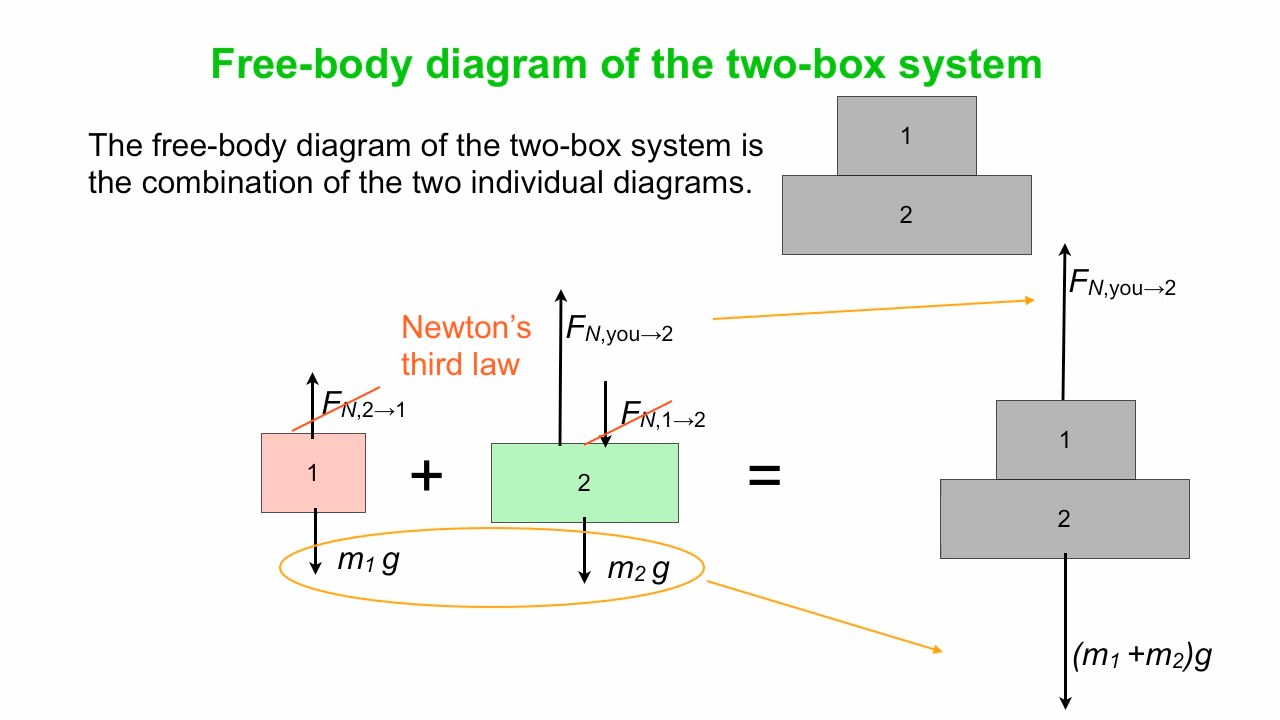 Free-body diagram of the two-box system
The free-body diagram of the two-box system is
the combination of the two individual diagrams.
1
2
F_N,you→2
Newton's
third law
F_N,you→2
F_N,2→1
F_N,1→2
1
+
2
=
1
2
m₁ g
m₂ g
(m₁ +m₂)g